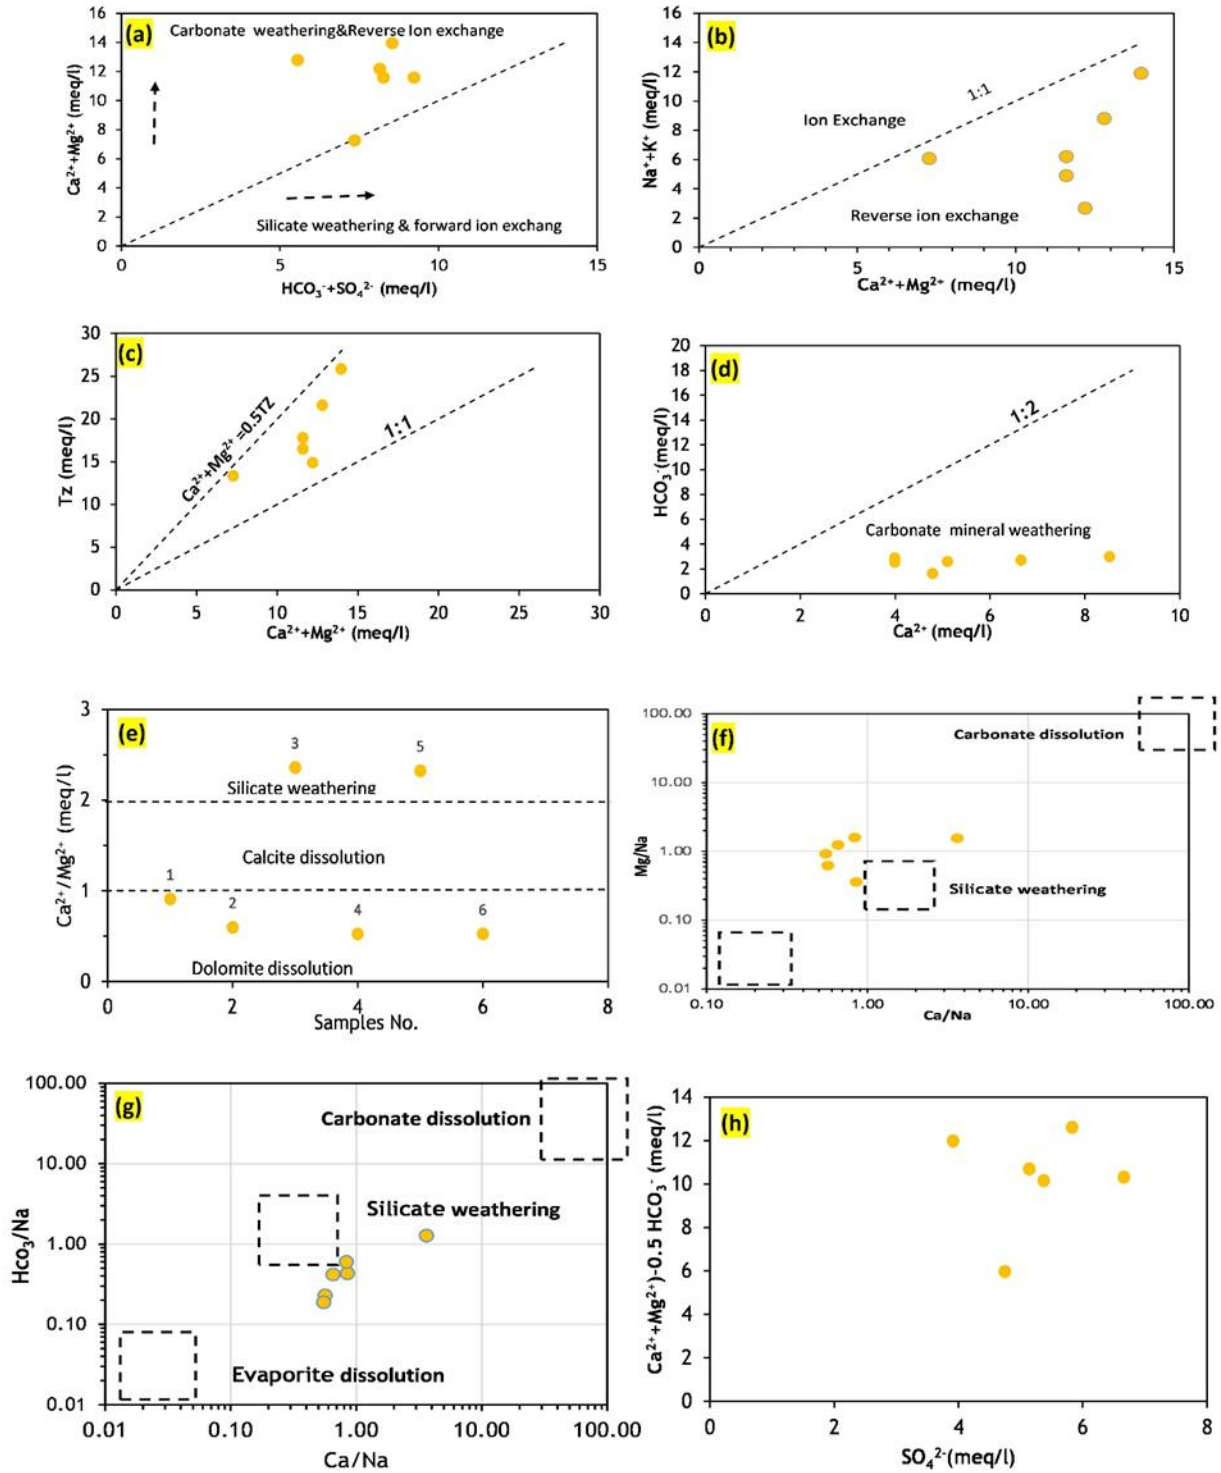 (a)
Carbonate weathering&Reverse Ion exchange
Ca²⁺+Mg²⁺ (meq/l)
16
14
12
10
8
6
4
2
0
Silicate weathering & forward ion exchang
0 5 10 15
HCO₃⁻+SO₄²⁻ (meq/l)
(b)
Na⁺+K⁺ (meq/l)
16
14
12
10
8
6
4
2
0
1:1
Ion Exchange
Reverse ion exchange
0 5 10 15
Ca²⁺+Mg²⁺ (meq/l)
(c)
Tz (meq/l)
30
25
20
15
10
5
0
Ca²⁺+Mg²⁺ =0.5TZ
1:1
0 5 10 15 20 25 30
Ca²⁺+Mg²⁺ (meq/l)
(d)
HCO₃⁻(meq/l)
20
18
16
14
12
10
8
6
4
2
0
1:2
Carbonate mineral weathering
0 2 4 6 8 10
Ca²⁺ (meq/l)
(e)
Ca²⁺/Mg²⁺ (meq/l)
3
2
1
0
3 5
Silicate weathering
Calcite dissolution
1
2 4 6
Dolomite dissolution
0 2 4 6 8
Samples No.
(f)
Mg/Na
100.00
10.00
1.00
0.10
0.01
Carbonate dissolution
Silicate weathering
0.10 1.00 10.00 100.00
Ca/Na
(g)
Hco₃/Na
100.00
10.00
1.00
0.10
0.01
Carbonate dissolution
Silicate weathering
Evaporite dissolution
0.01 0.10 1.00 10.00 100.00
Ca/Na
(h)
Ca²⁺+Mg²⁺)-0.5 HCO₃⁻ (meq/l)
14
12
10
8
6
4
2
0
0 2 4 6 8
SO₄²⁻(meq/l)